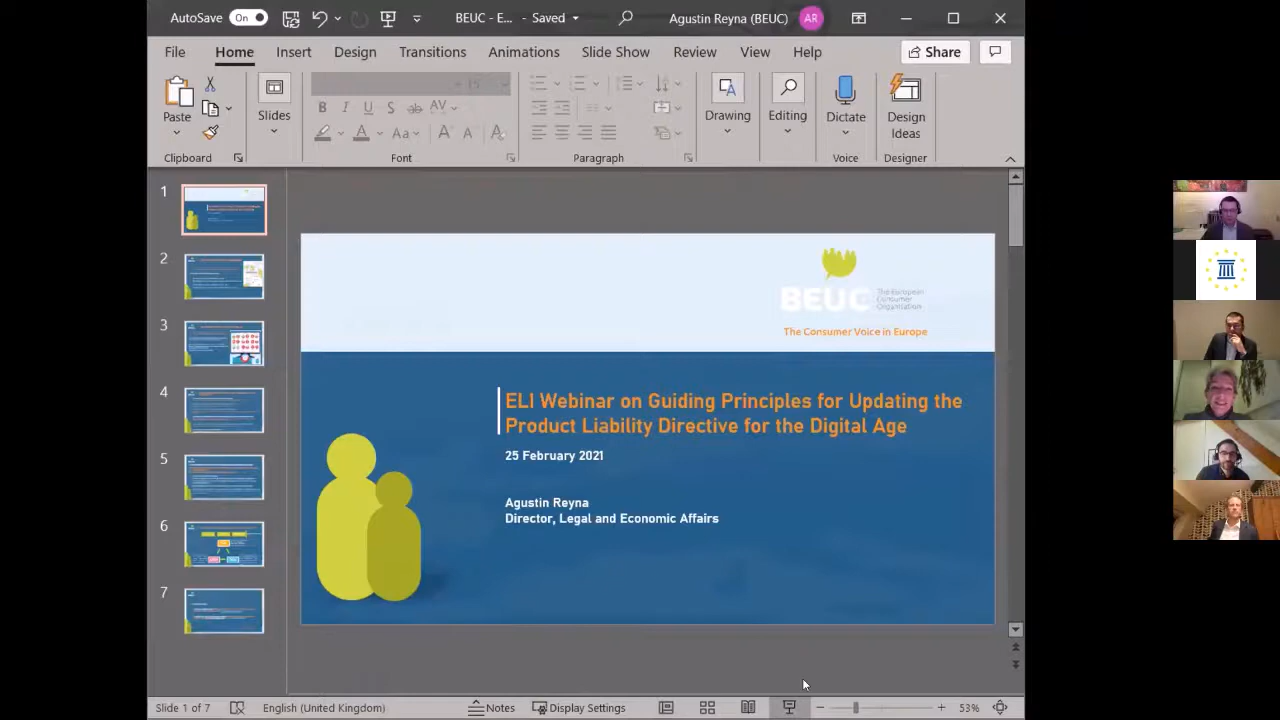 AutoSave On BEUC - E... - Saved Agustin Reyna (BEUC) AR
File Home Insert Design Transitions Animations Slide Show Review View Help Share
Paste Slides Drawing Editing Dictate Design
Ideas
Clipboard Font Paragraph Voice Designer
1
2
3
4
5
6
7
BEUC The European
Consumer
Organisation
The Consumer Voice in Europe
ELI Webinar on Guiding Principles for Updating the
Product Liability Directive for the Digital Age
25 February 2021
Agustin Reyna
Director, Legal and Economic Affairs
Slide 1 of 7 English (United Kingdom) Notes Display Settings 53%